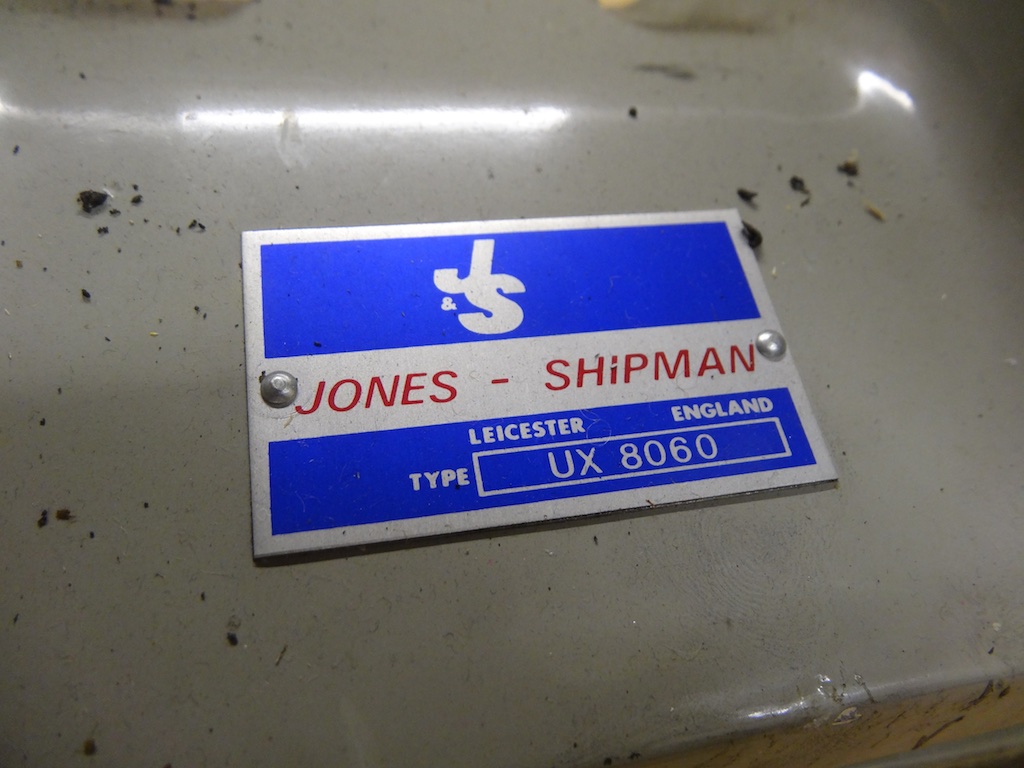 J
& S
JONES - SHiPMAN
LEICESTER ENGLAND
TYPE UX 8060